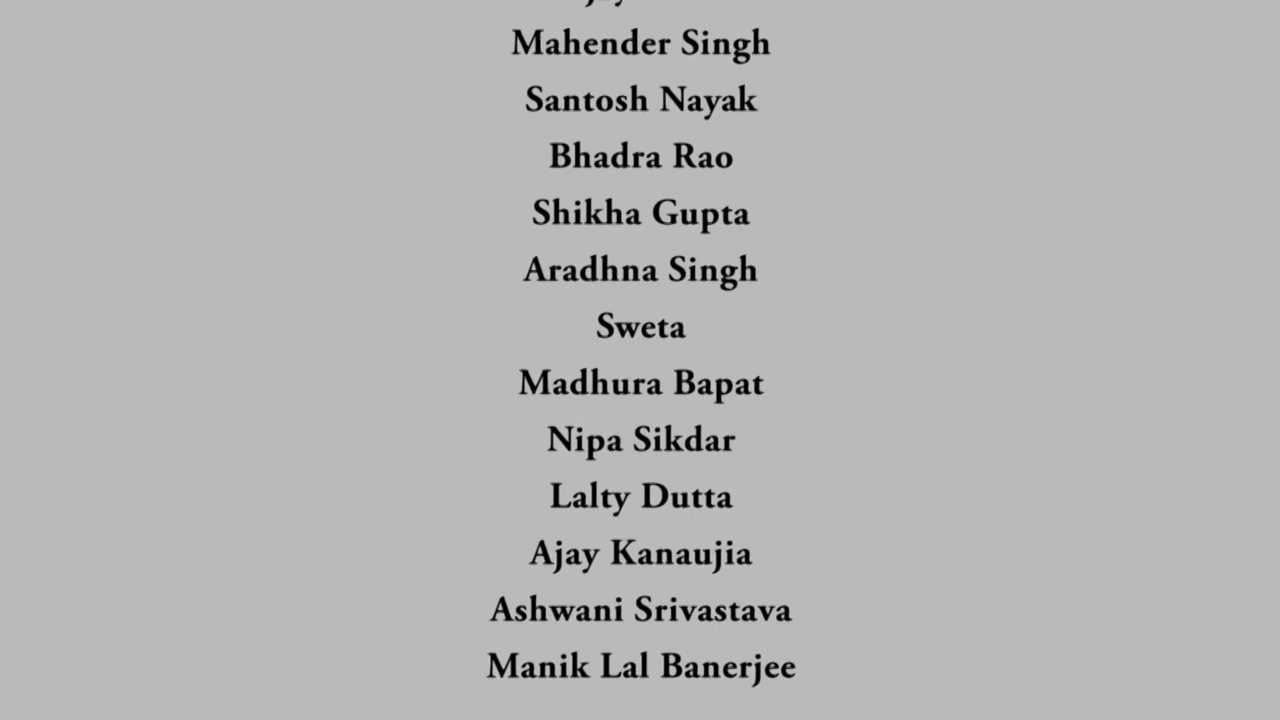 Mahender Singh
Santosh Nayak
Bhadra Rao
Shikha Gupta
Aradhna Singh
Sweta
Madhura Bapat
Nipa Sikdar
Lalty Dutta
Ajay Kanaujia
Ashwani Srivastava
Manik Lal Banerjee